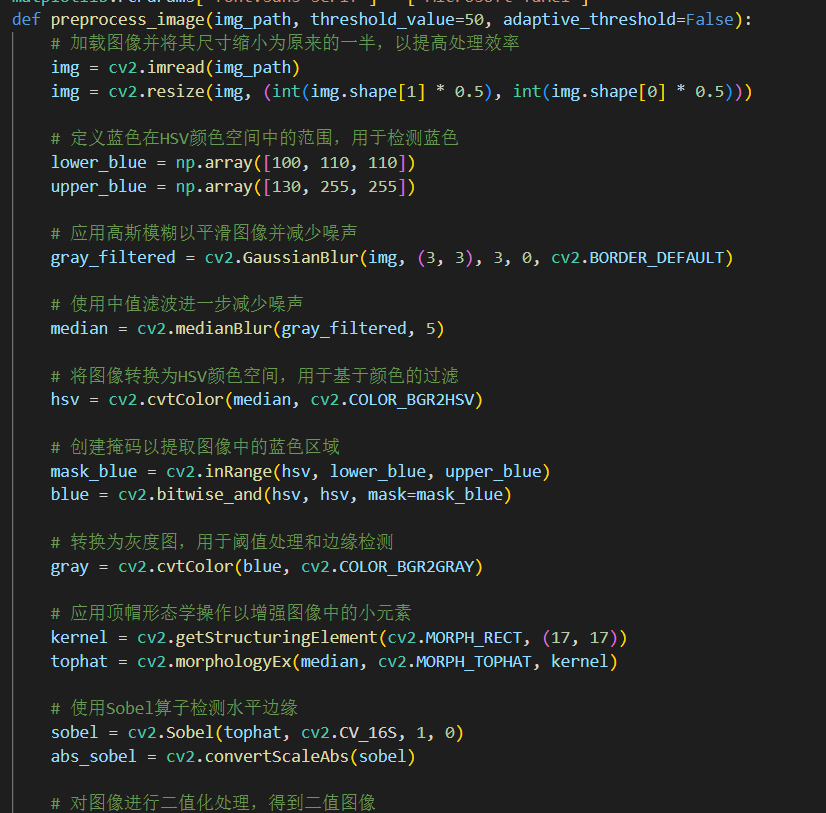 def preprocess_image(img_path, threshold_value=50, adaptive_threshold=False):
# 加载图像并将其尺寸缩小为原来的一半，以提高处理效率
img = cv2.imread(img_path)
img = cv2.resize(img, (int(img.shape[1] * 0.5), int(img.shape[0] * 0.5)))
# 定义蓝色在HSV颜色空间中的范围，用于检测蓝色
lower_blue = np.array([100, 110, 110])
upper_blue = np.array([130, 255, 255])
# 应用高斯模糊以平滑图像并减少噪声
gray_filtered = cv2.GaussianBlur(img, (3, 3), 3, 0, cv2.BORDER_DEFAULT)
# 使用中值滤波进一步减少噪声
median = cv2.medianBlur(gray_filtered, 5)
# 将图像转换为HSV颜色空间，用于基于颜色的过滤
hsv = cv2.cvtColor(median, cv2.COLOR_BGR2HSV)
# 创建掩码以提取图像中的蓝色区域
mask_blue = cv2.inRange(hsv, lower_blue, upper_blue)
blue = cv2.bitwise_and(hsv, hsv, mask=mask_blue)
# 转换为灰度图，用于阈值处理和边缘检测
gray = cv2.cvtColor(blue, cv2.COLOR_BGR2GRAY)
# 应用顶帽形态学操作以增强图像中的小元素
kernel = cv2.getStructuringElement(cv2.MORPH_RECT, (17, 17))
tophat = cv2.morphologyEx(median, cv2.MORPH_TOPHAT, kernel)
# 使用Sobel算子检测水平边缘
sobel = cv2.Sobel(tophat, cv2.CV_16S, 1, 0)
abs_sobel = cv2.convertScaleAbs(sobel)
# 对图像进行二值化处理，得到二值图像